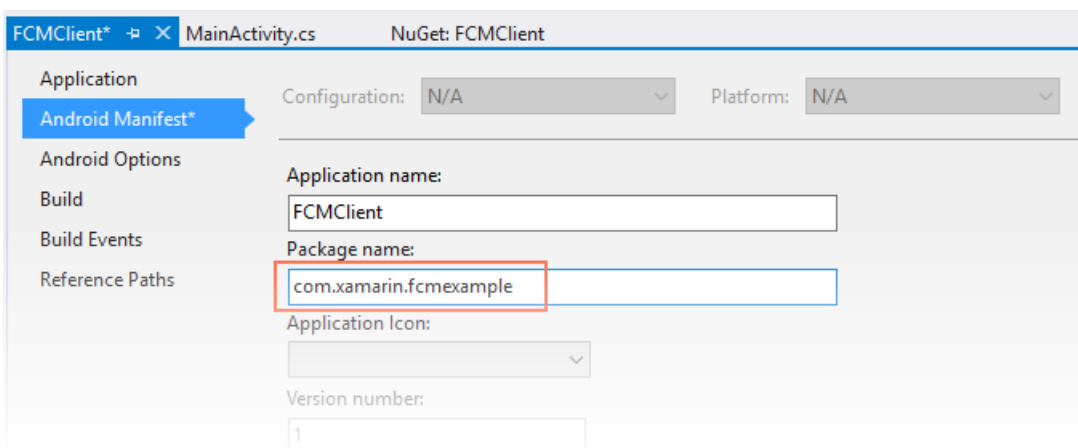 FCMClient* MainActivity.cs NuGet: FCMClient
Application
Configuration: N/A Platform: N/A
Android Manifest*
Android Options
Application name:
Build
FCMClient
Build Events
Package name:
Reference Paths
com.xamarin.fcmexample
Application Icon:
Version number:
1